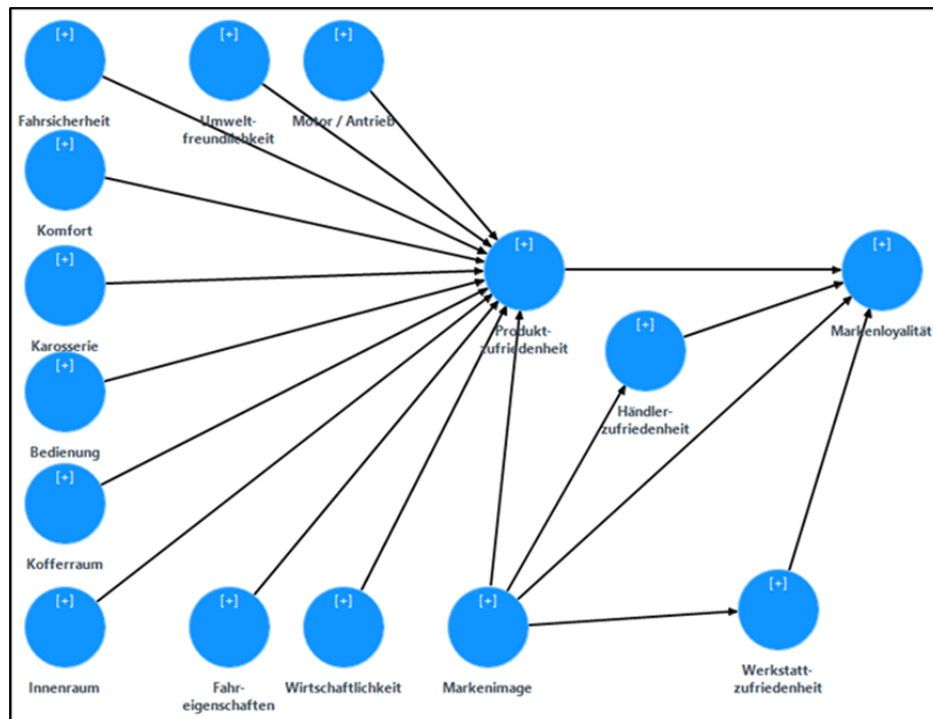 [+]
[+]
[+]
Fahrsicherheit
Umwelt-
freundlichkeit
Motor / Antrieb
[+]
Komfort
[+]
Karosserie
[+]
Produkt-
zufriedenheit
[+]
Markenloyalität
[+]
Händler-
zufriedenheit
[+]
Bedienung
[+]
Kofferraum
[+]
Innenraum
[+]
Fahr-
eigenschaften
[+]
Wirtschaftlichkeit
[+]
Markenimage
[+]
Werkstatt-
zufriedenheit